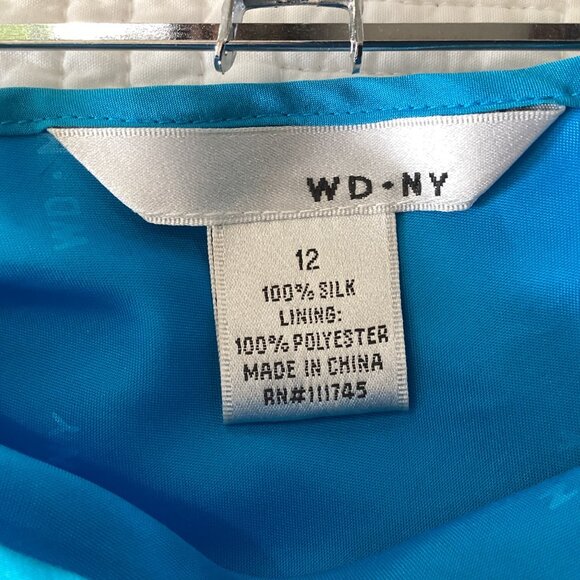 WD•NY
12
100% SILK
LINING:
100% POLYESTER
MADE IN CHINA
RN#111745